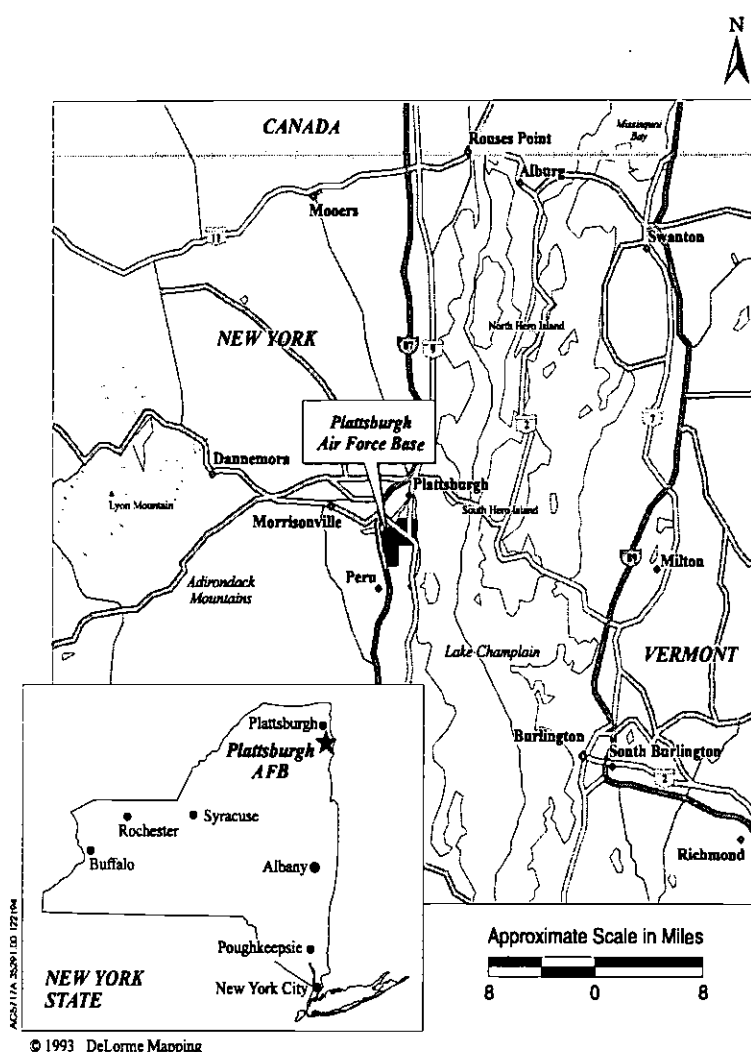 N
CANADA
Rouses Point
Missisquoi
Bay
Alburg
Mooers
11
Swanton
NEW YORK
North Hero Island
87
9
Plattsburgh
Air Force Base
2
7
Dannemora
Plattsburgh
Lyon Mountain
South Hero Island
Morrisonville
89
Milton
Peru
Adirondack
Mountains
Lake Champlain
VERMONT
Plattsburgh
Plattsburgh
AFB
Burlington
South Burlington
2
Rochester
Syracuse
Buffalo
Albany
Richmond
Poughkeepsie
Approximate Scale in Miles
NEW YORK
STATE
New York City
8 0 8
© 1993 DeLorme Mapping